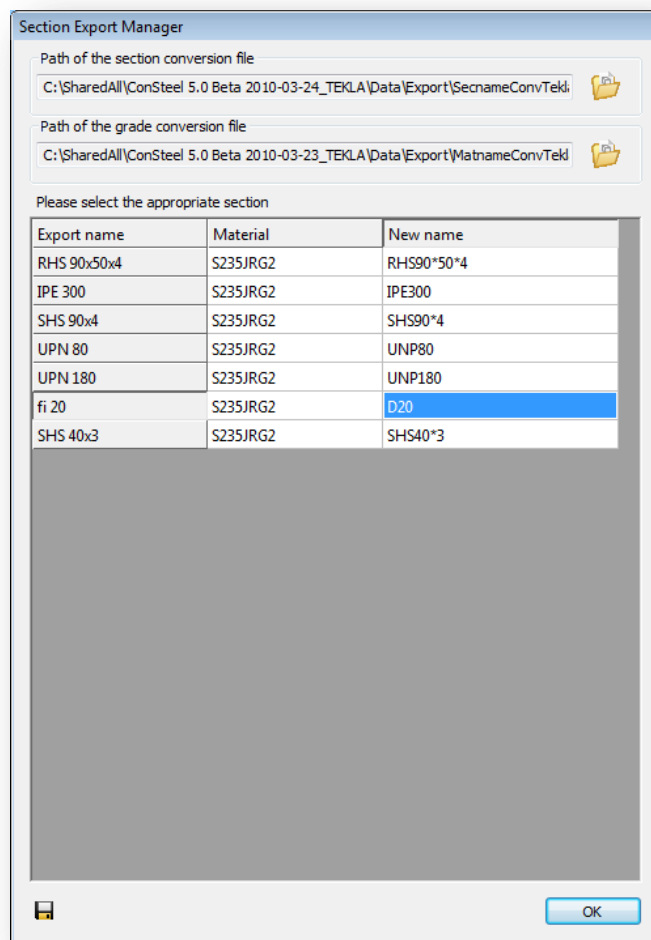 Section Export Manager
Path of the section conversion file
C:\SharedAll\ConSteel 5.0 Beta 2010-03-24_TEKLA\Data\Export\SecnameConvTekl
Path of the grade conversion file
C:\SharedAll\ConSteel 5.0 Beta 2010-03-23_TEKLA\Data\Export\MatnameConvTekl
Please select the appropriate section
Export name Material New name
RHS 90x50x4 S235JRG2 RHS90*50*4
IPE 300 S235JRG2 IPE300
SHS 90x4 S235JRG2 SHS90*4
UPN 80 S235JRG2 UNP80
UPN 180 S235JRG2 UNP180
fi 20 S235JRG2 D20
SHS 40x3 S235JRG2 SHS40*3
OK